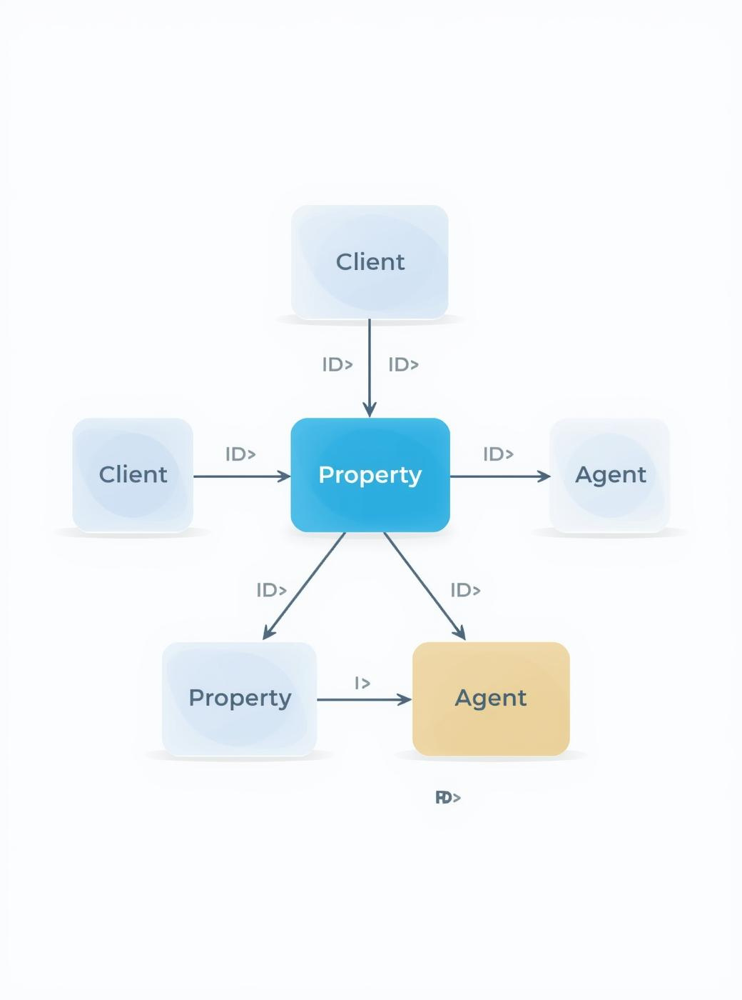 Client
ID> ID>
ID> ID>
Client Property Agent
ID> ID>
I>
Property Agent